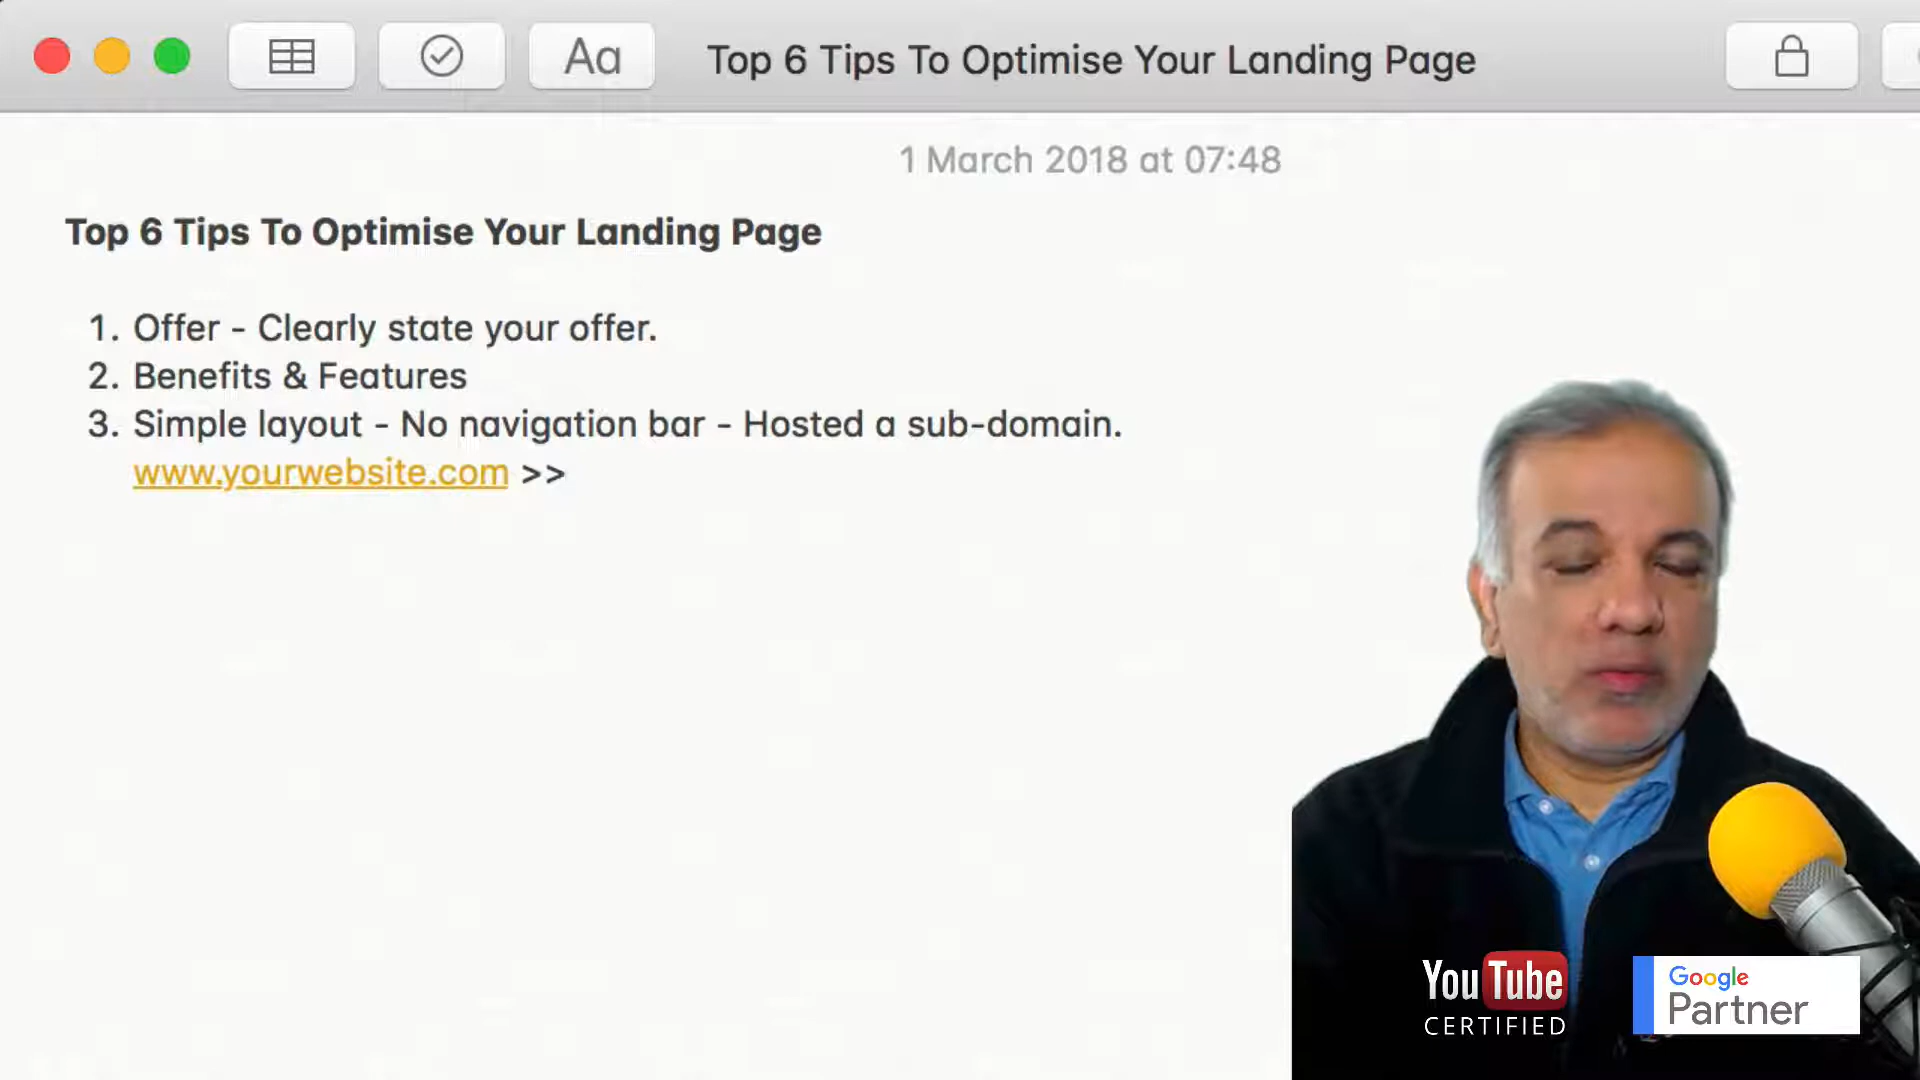 Aa
Top 6 Tips To Optimise Your Landing Page
1 March 2018 at 07:48
Top 6 Tips To Optimise Your Landing Page
1. Offer - Clearly state your offer.
2. Benefits & Features
3. Simple layout - No navigation bar - Hosted a sub-domain.
www.yourwebsite.com >>
YouTube
CERTIFIED
Google
Partner